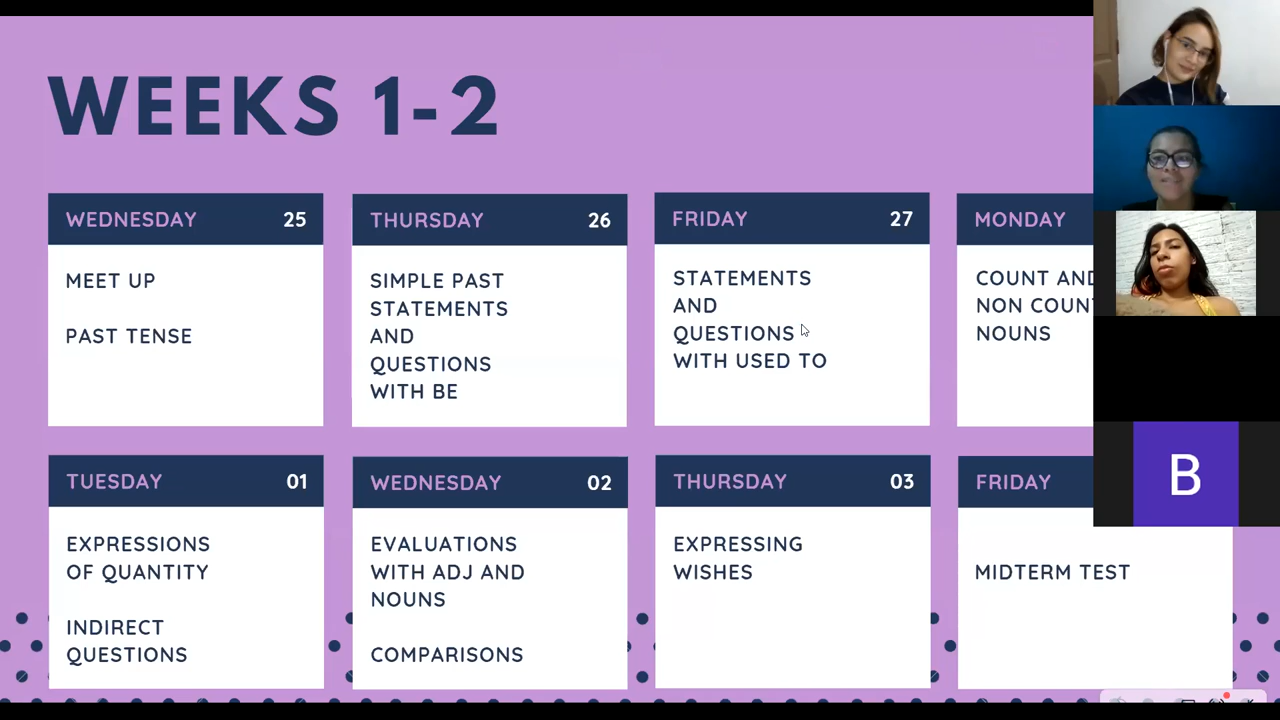 WEEKS 1-2
WEDNESDAY 25
MEET UP
PAST TENSE
THURSDAY 26
SIMPLE PAST
STATEMENTS
AND
QUESTIONS
WITH BE
FRIDAY 27
STATEMENTS
AND
QUESTIONS
WITH USED TO
MONDAY
COUNT AND
NON COUNT
NOUNS
TUESDAY 01
EXPRESSIONS
OF QUANTITY
INDIRECT
QUESTIONS
WEDNESDAY 02
EVALUATIONS
WITH ADJ AND
NOUNS
COMPARISONS
THURSDAY 03
EXPRESSING
WISHES
FRIDAY
MIDTERM TEST
B